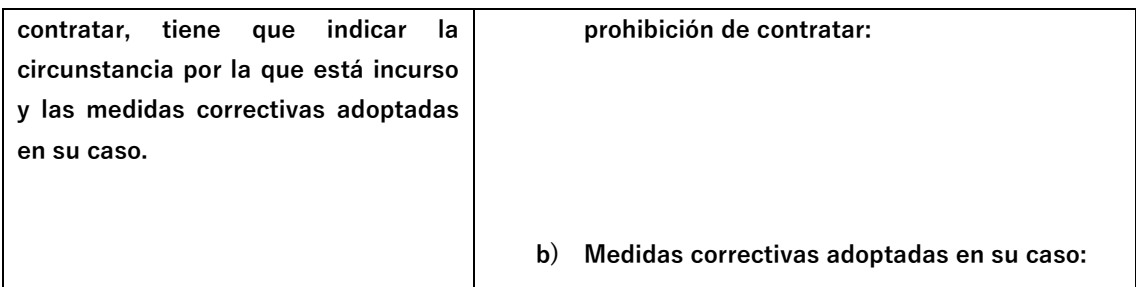 contratar, tiene que indicar la
circunstancia por la que está incurso
y las medidas correctivas adoptadas
en su caso.
prohibición de contratar:
b) Medidas correctivas adoptadas en su caso: